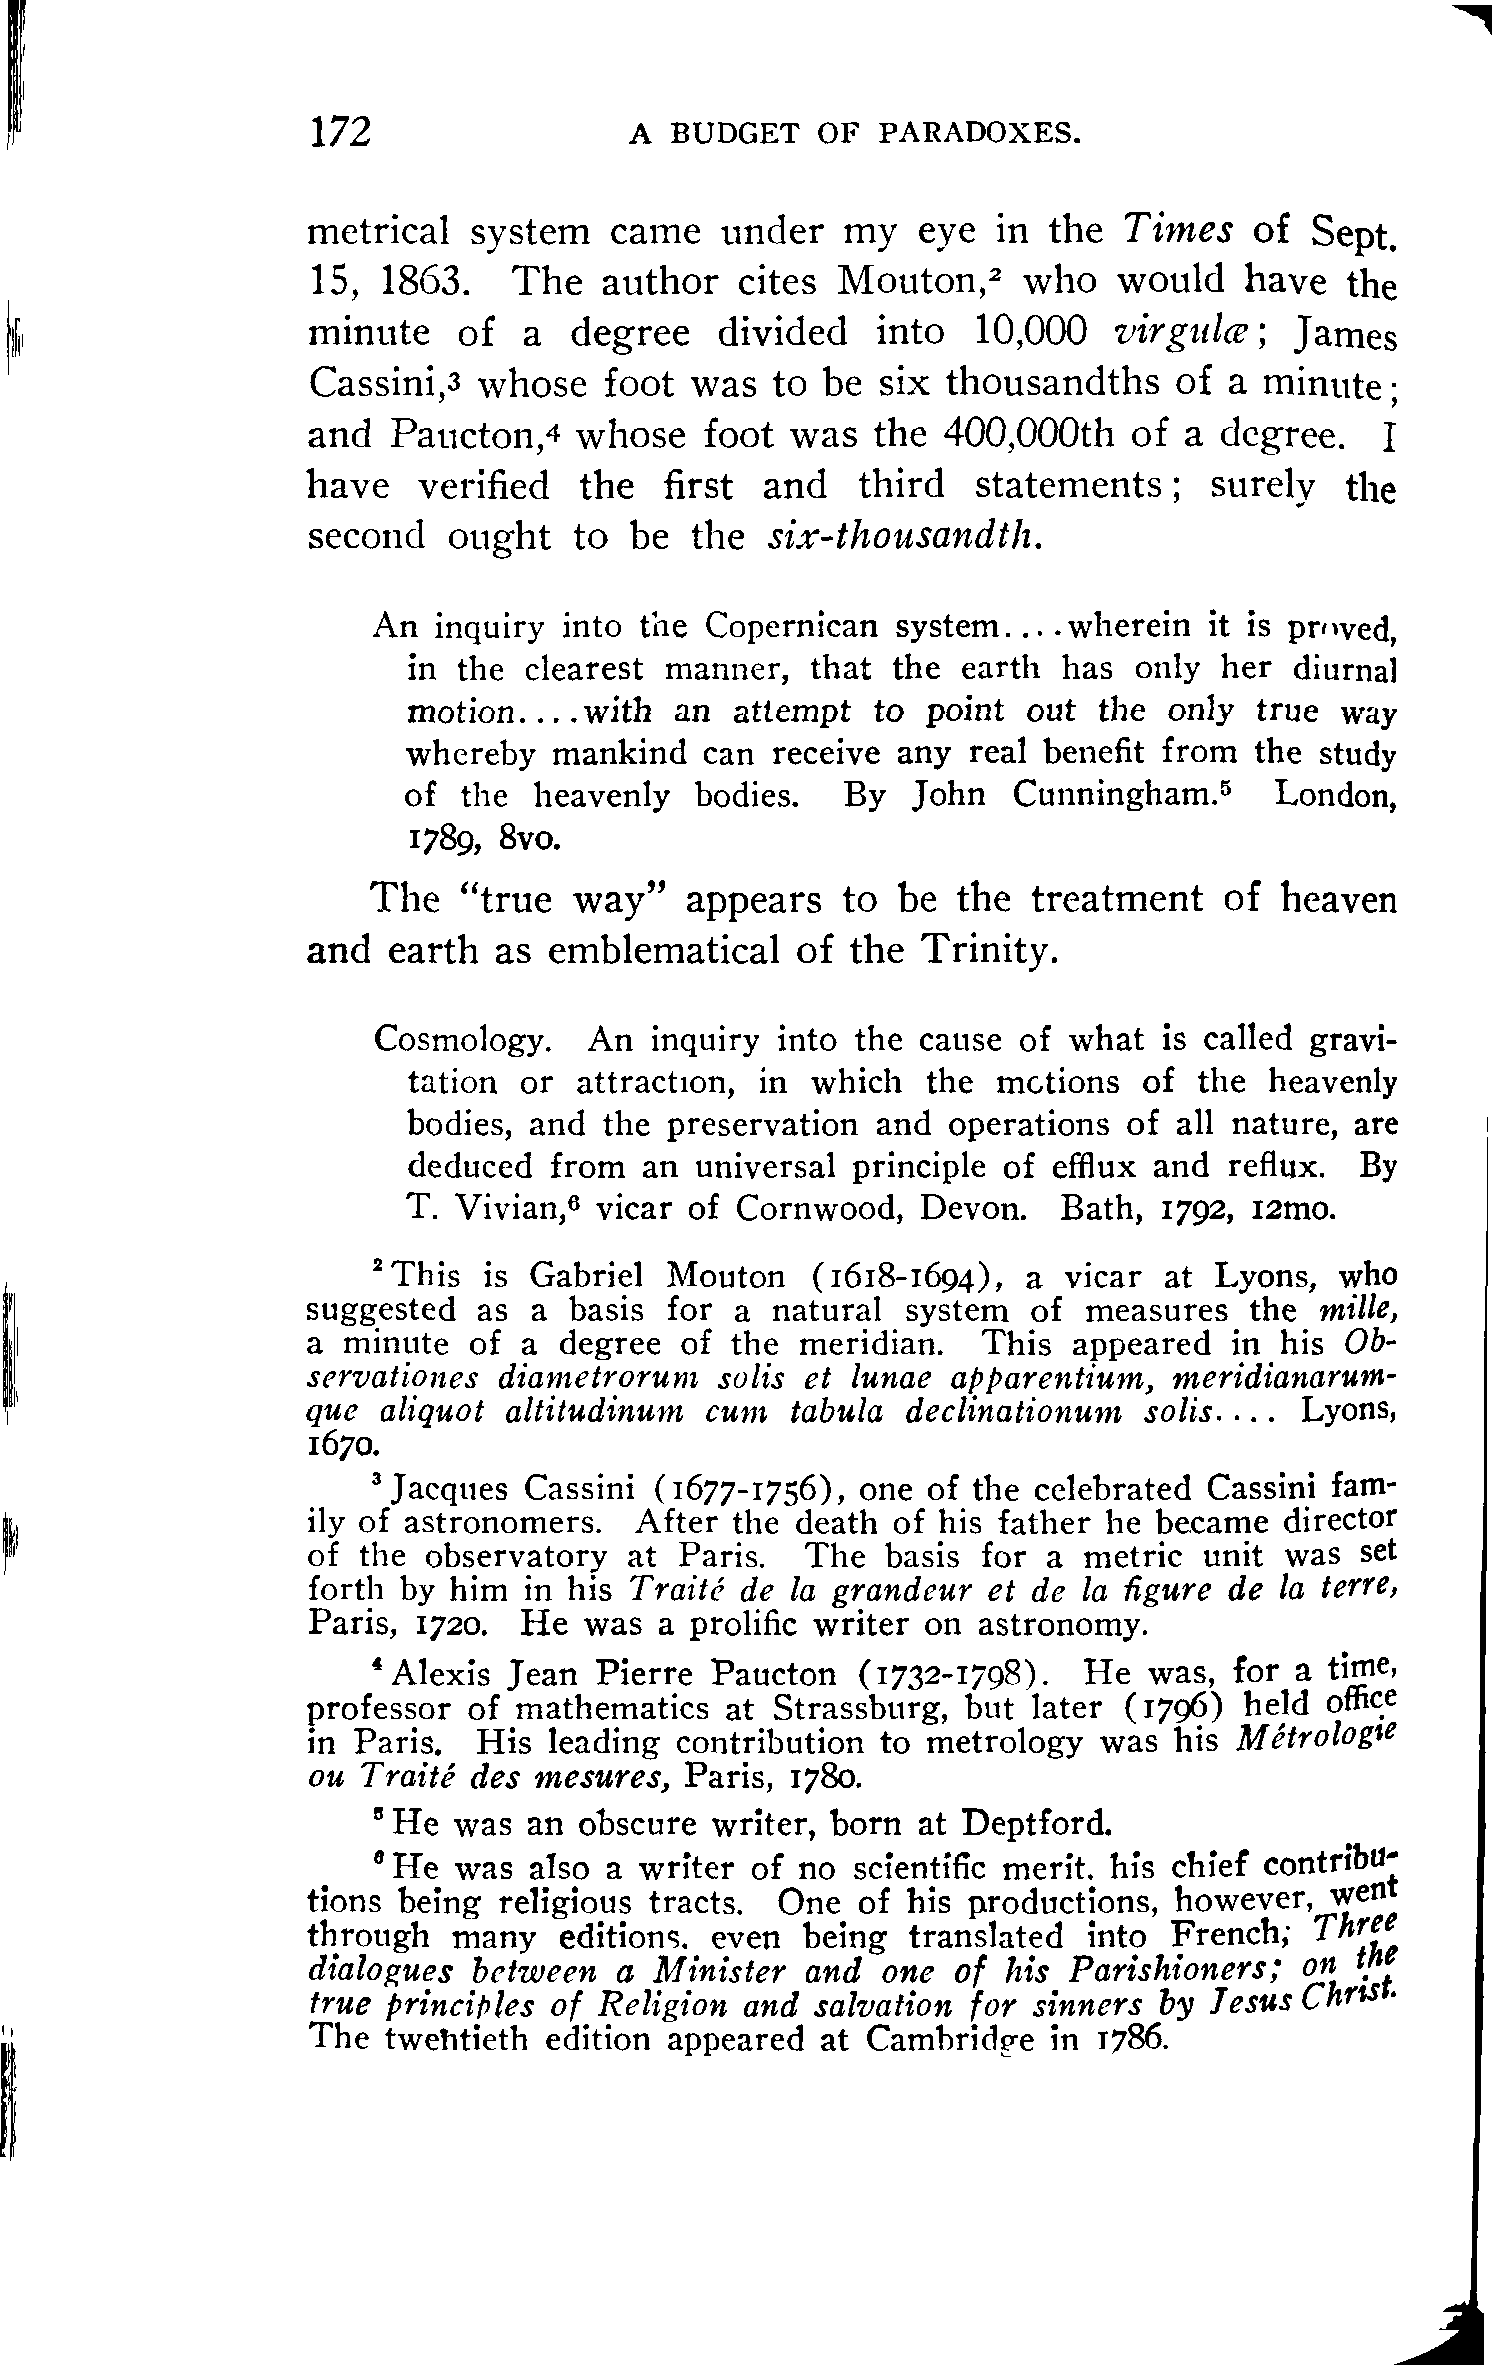 172 A BUDGET OF PARADOXES.
metrical system came under my eye in the Times of Sept.
15, 1863. The author cites Mouton,² who would have the
minute of a degree divided into 10,000 virgulæ; James
Cassini,³ whose foot was to be six thousandths of a minute;
and Paucton,⁴ whose foot was the 400,000th of a degree. I
have verified the first and third statements; surely the
second ought to be the six-thousandth.
An inquiry into the Copernican system....wherein it is proved,
in the clearest manner, that the earth has only her diurnal
motion....with an attempt to point out the only true way
whereby mankind can receive any real benefit from the study
of the heavenly bodies. By John Cunningham.⁵ London,
1789, 8vo.
The "true way" appears to be the treatment of heaven
and earth as emblematical of the Trinity.
Cosmology. An inquiry into the cause of what is called gravi-
tation or attraction, in which the motions of the heavenly
bodies, and the preservation and operations of all nature, are
deduced from an universal principle of efflux and reflux. By
T. Vivian,⁶ vicar of Cornwood, Devon. Bath, 1792, 12mo.
² This is Gabriel Mouton (1618-1694), a vicar at Lyons, who
suggested as a basis for a natural system of measures the mille,
a minute of a degree of the meridian. This appeared in his Ob-
servationes diametrorum solis et lunae apparentium, meridianarum-
que aliquot altitudinum cum tabula declinationum solis.... Lyons,
1670.
³ Jacques Cassini (1677-1756), one of the celebrated Cassini fam-
ily of astronomers. After the death of his father he became director
of the observatory at Paris. The basis for a metric unit was set
forth by him in his Traité de la grandeur et de la figure de la terre,
Paris, 1720. He was a prolific writer on astronomy.
⁴ Alexis Jean Pierre Paucton (1732-1798). He was, for a time,
professor of mathematics at Strassburg, but later (1796) held office
in Paris. His leading contribution to metrology was his Métrologie
ou Traité des mesures, Paris, 1780.
⁵ He was an obscure writer, born at Deptford.
⁶ He was also a writer of no scientific merit, his chief contribu-
tions being religious tracts. One of his productions, however, went
through many editions, even being translated into French; Three
dialogues between a Minister and one of his Parishioners; on the
true principles of Religion and salvation for sinners by Jesus Christ.
The twentieth edition appeared at Cambridge in 1786.